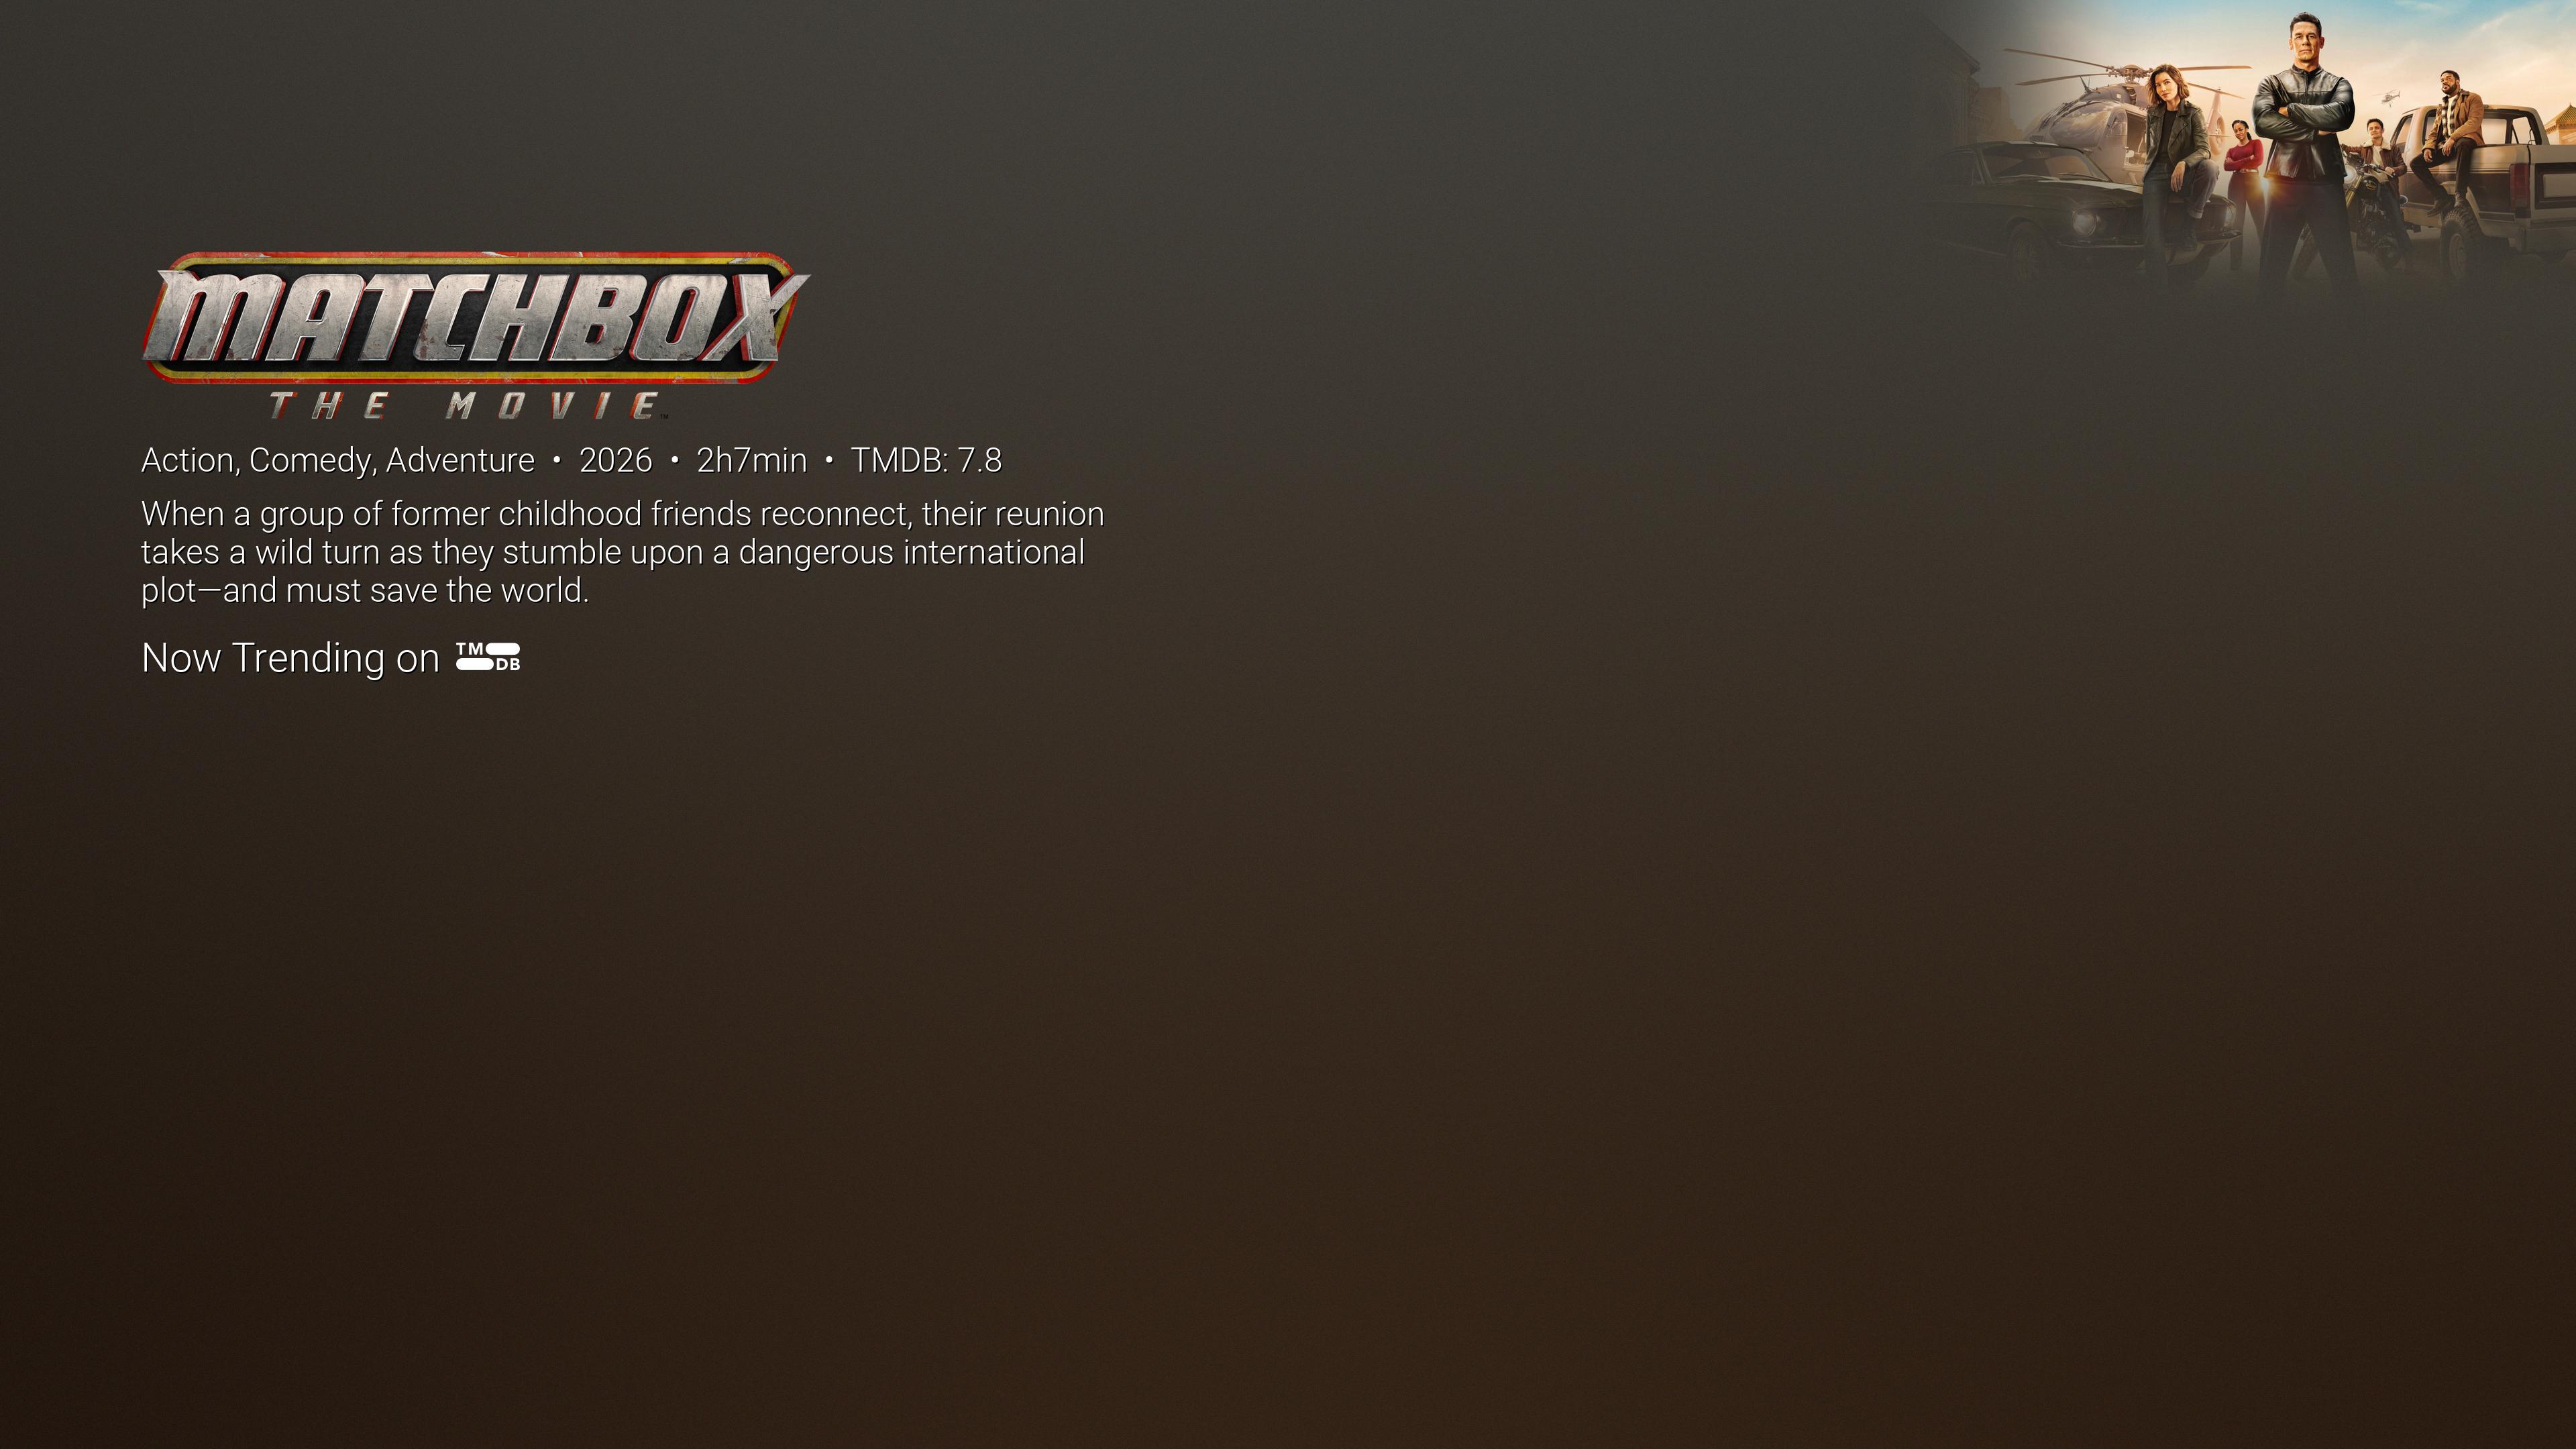 MATCHBOX
THE MOVIE™
Action, Comedy, Adventure • 2026 • 2h7min • TMDB: 7.8
When a group of former childhood friends reconnect, their reunion
takes a wild turn as they stumble upon a dangerous international
plot—and must save the world.
Now Trending on TMDB